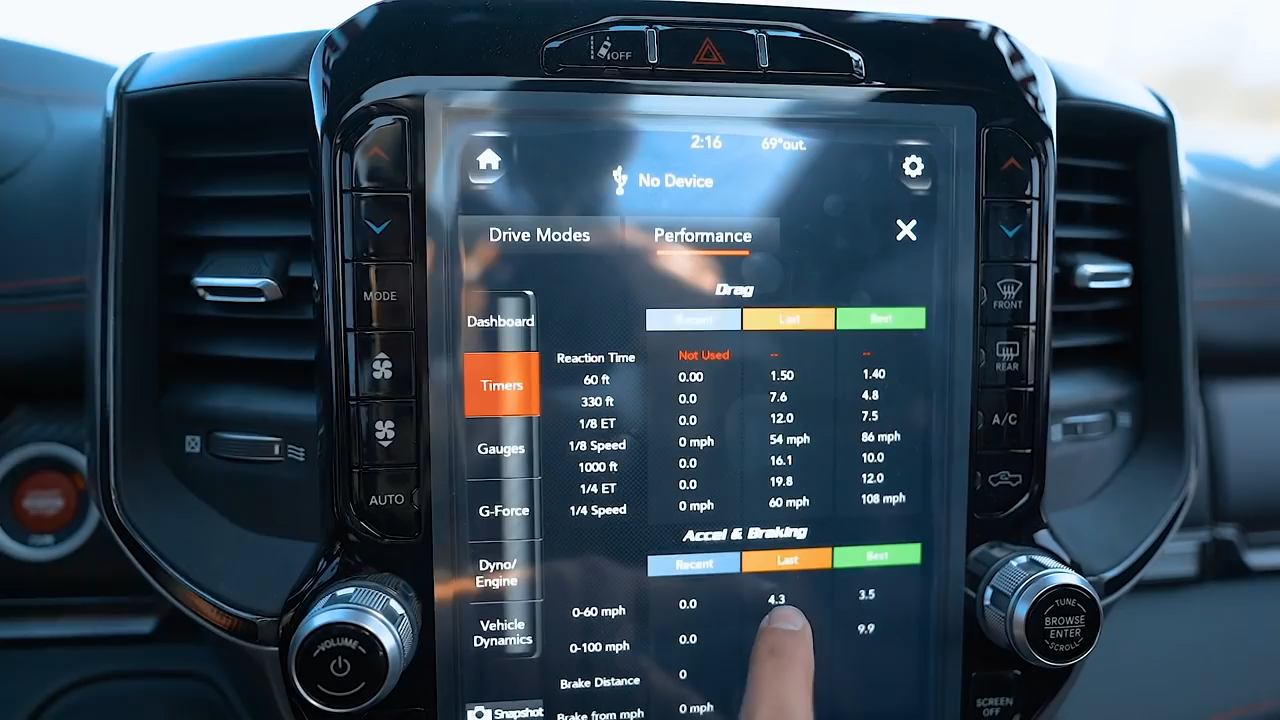 OFF
2:16 69°out.
No Device
Drive Modes Performance
Drag
Recent Last Best
Reaction Time Not Used -- --
60 ft 0.00 1.50 1.40
330 ft 0.0 7.6 4.8
1/8 ET 0.0 12.0 7.5
1/8 Speed 0 mph 54 mph 86 mph
1000 ft 0.0 16.1 10.0
1/4 ET 0.0 19.8 12.0
1/4 Speed 0 mph 60 mph 108 mph
Accel & Braking
Recent Last Best
0-60 mph 0.0 4.3 3.5
0-100 mph 0.0 9.9
Brake Distance 0
Brake from mph 0 mph
Dashboard
Timers
Gauges
G-Force
Dyno/
Engine
Vehicle
Dynamics
Snapshot
MODE
AUTO
VOLUME
FRONT
REAR
A/C
TUNE
BROWSE
ENTER
SCROLL
SCREEN
OFF